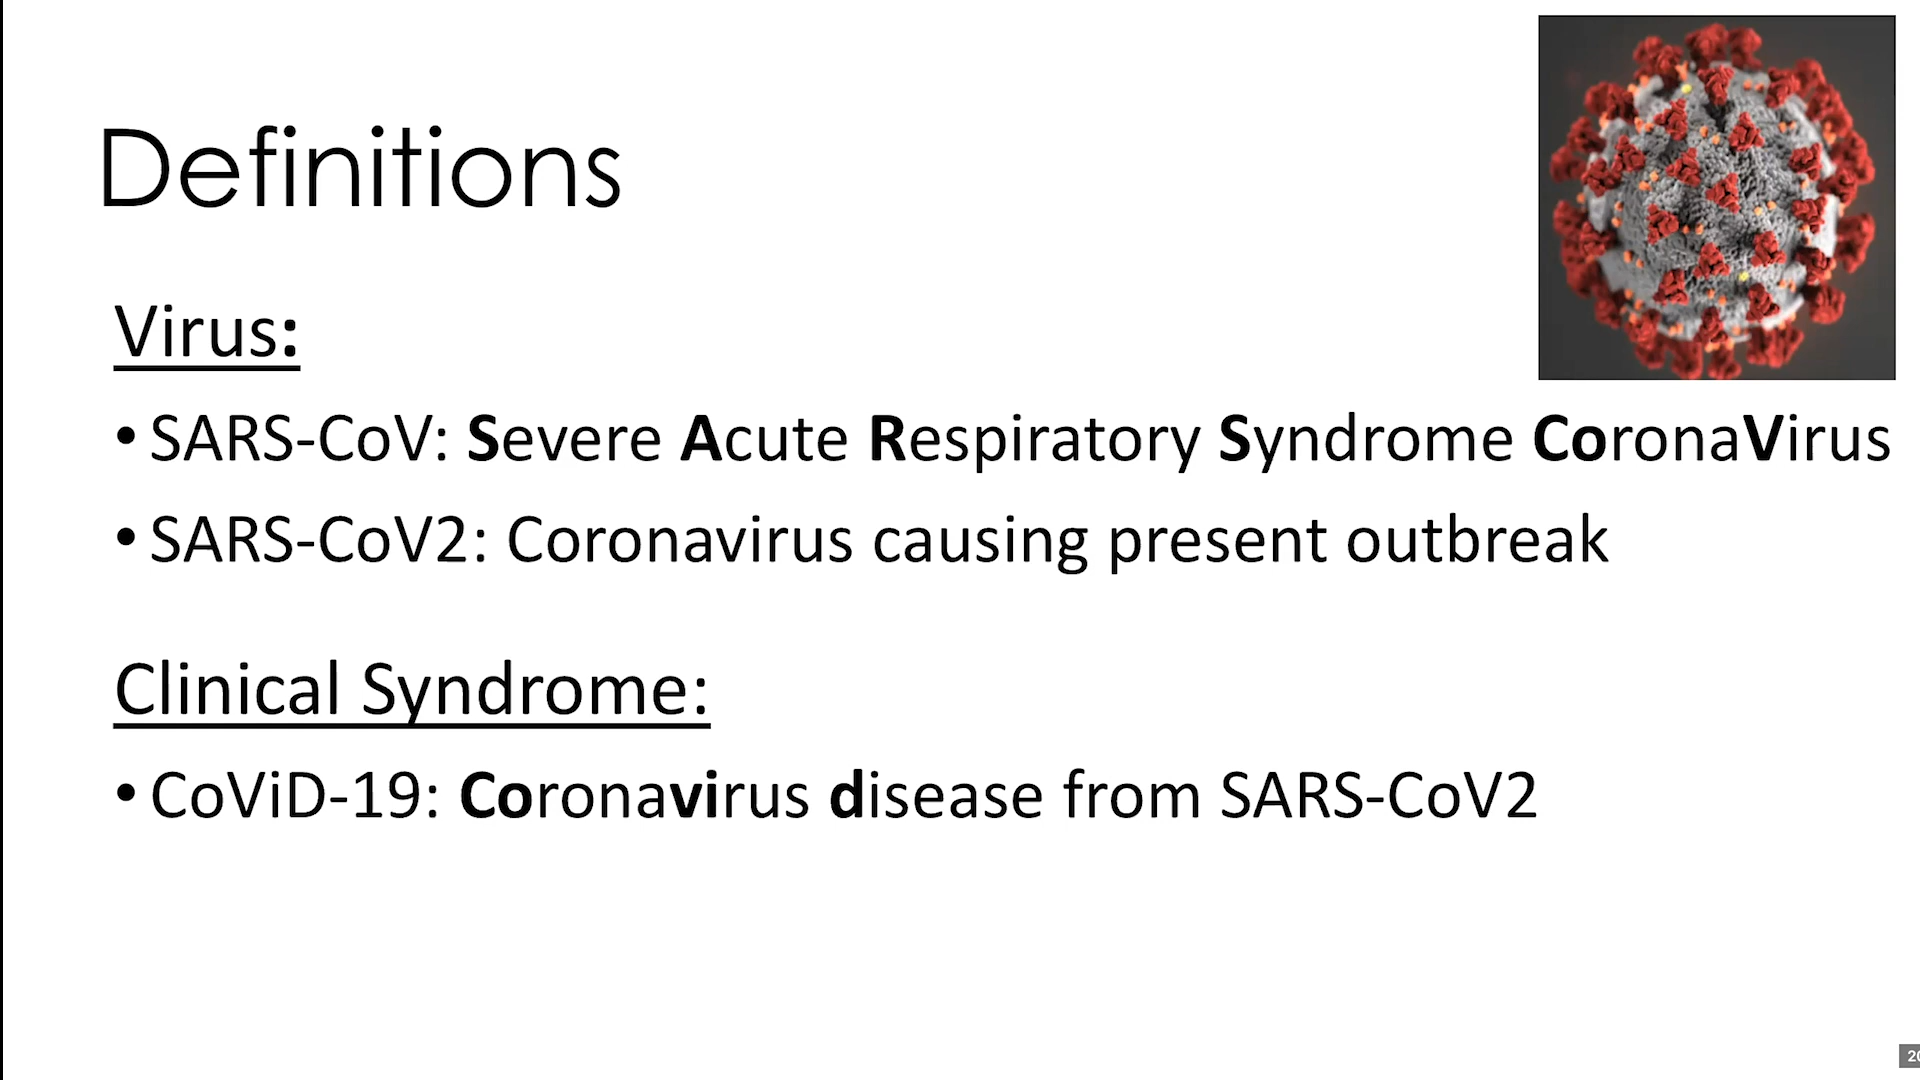 Definitions
Virus:
• SARS-CoV: Severe Acute Respiratory Syndrome CoronaVirus
• SARS-CoV2: Coronavirus causing present outbreak
Clinical Syndrome:
• CoViD-19: Coronavirus disease from SARS-CoV2